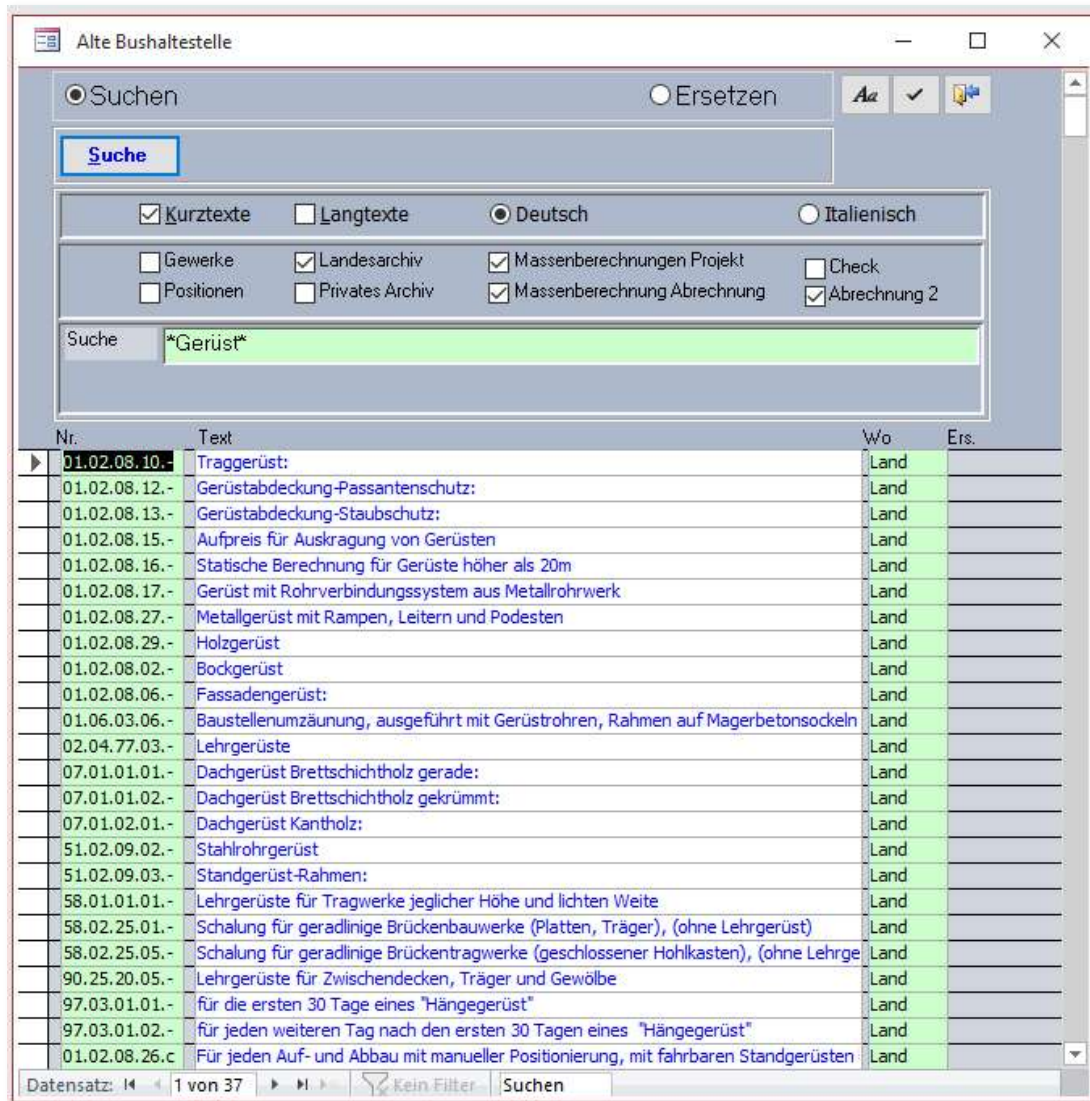 Alte Bushaltestelle
Suchen Ersetzen Aa
Suche
Kurztexte Langtexte Deutsch Italienisch
Gewerke Landesarchiv Massenberechnungen Projekt Check
Positionen Privates Archiv Massenberechnung Abrechnung Abrechnung 2
Suche *Gerüst*
Nr. Text Wo Ers.
01.02.08.10.- Traggerüst: Land
01.02.08.12.- Gerüstabdeckung-Passantenschutz: Land
01.02.08.13.- Gerüstabdeckung-Staubschutz: Land
01.02.08.15.- Aufpreis für Auskragung von Gerüsten Land
01.02.08.16.- Statische Berechnung für Gerüste höher als 20m Land
01.02.08.17.- Gerüst mit Rohrverbindungssystem aus Metallrohrwerk Land
01.02.08.27.- Metallgerüst mit Rampen, Leitern und Podesten Land
01.02.08.29.- Holzgerüst Land
01.02.08.02.- Bockgerüst Land
01.02.08.06.- Fassadengerüst: Land
01.06.03.06.- Baustellenumzäunung, ausgeführt mit Gerüstrohren, Rahmen auf Magerbetonsockeln Land
02.04.77.03.- Lehrgerüste Land
07.01.01.01.- Dachgerüst Brettschichtholz gerade: Land
07.01.01.02.- Dachgerüst Brettschichtholz gekrümmt: Land
07.01.02.01.- Dachgerüst Kantholz: Land
51.02.09.02.- Stahlrohrgerüst Land
51.02.09.03.- Standgerüst-Rahmen: Land
58.01.01.01.- Lehrgerüste für Tragwerke jeglicher Höhe und lichten Weite Land
58.02.25.01.- Schalung für geradlinige Brückenbauwerke (Platten, Träger), (ohne Lehrgerüst) Land
58.02.25.05.- Schalung für geradlinige Brückentragwerke (geschlossener Hohlkasten), (ohne Lehrge Land
90.25.20.05.- Lehrgerüste für Zwischendecken, Träger und Gewölbe Land
97.03.01.01.- für die ersten 30 Tage eines "Hängegerüst" Land
97.03.01.02.- für jeden weiteren Tag nach den ersten 30 Tagen eines "Hängegerüst" Land
01.02.08.26.c Für jeden Auf- und Abbau mit manueller Positionierung, mit fahrbaren Standgerüsten Land
Datensatz: 1 von 37 Kein Filter Suchen